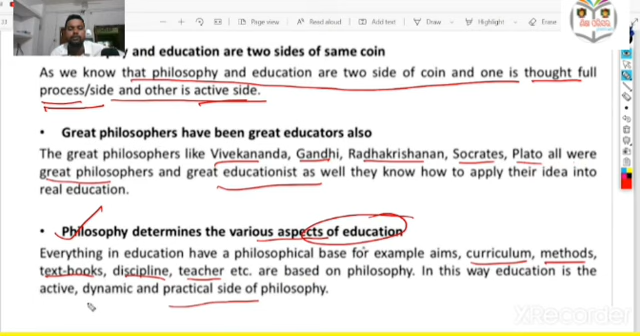 Page view
Read aloud
Add text
Draw
Highlight
Erase
y and education are two sides of same coin
As we know that philosophy and education are two side of coin and one is thought full
process/side and other is active side.
• Great philosophers have been great educators also
The great philosophers like Vivekananda, Gandhi, Radhakrishanan, Socrates, Plato all were
great philosophers and great educationist as well they know how to apply their idea into
real education.
• Philosophy determines the various aspects of education
Everything in education have a philosophical base for example aims, curriculum, methods,
text-books, discipline, teacher etc. are based on philosophy. In this way education is the
active, dynamic and practical side of philosophy.
XRecorder